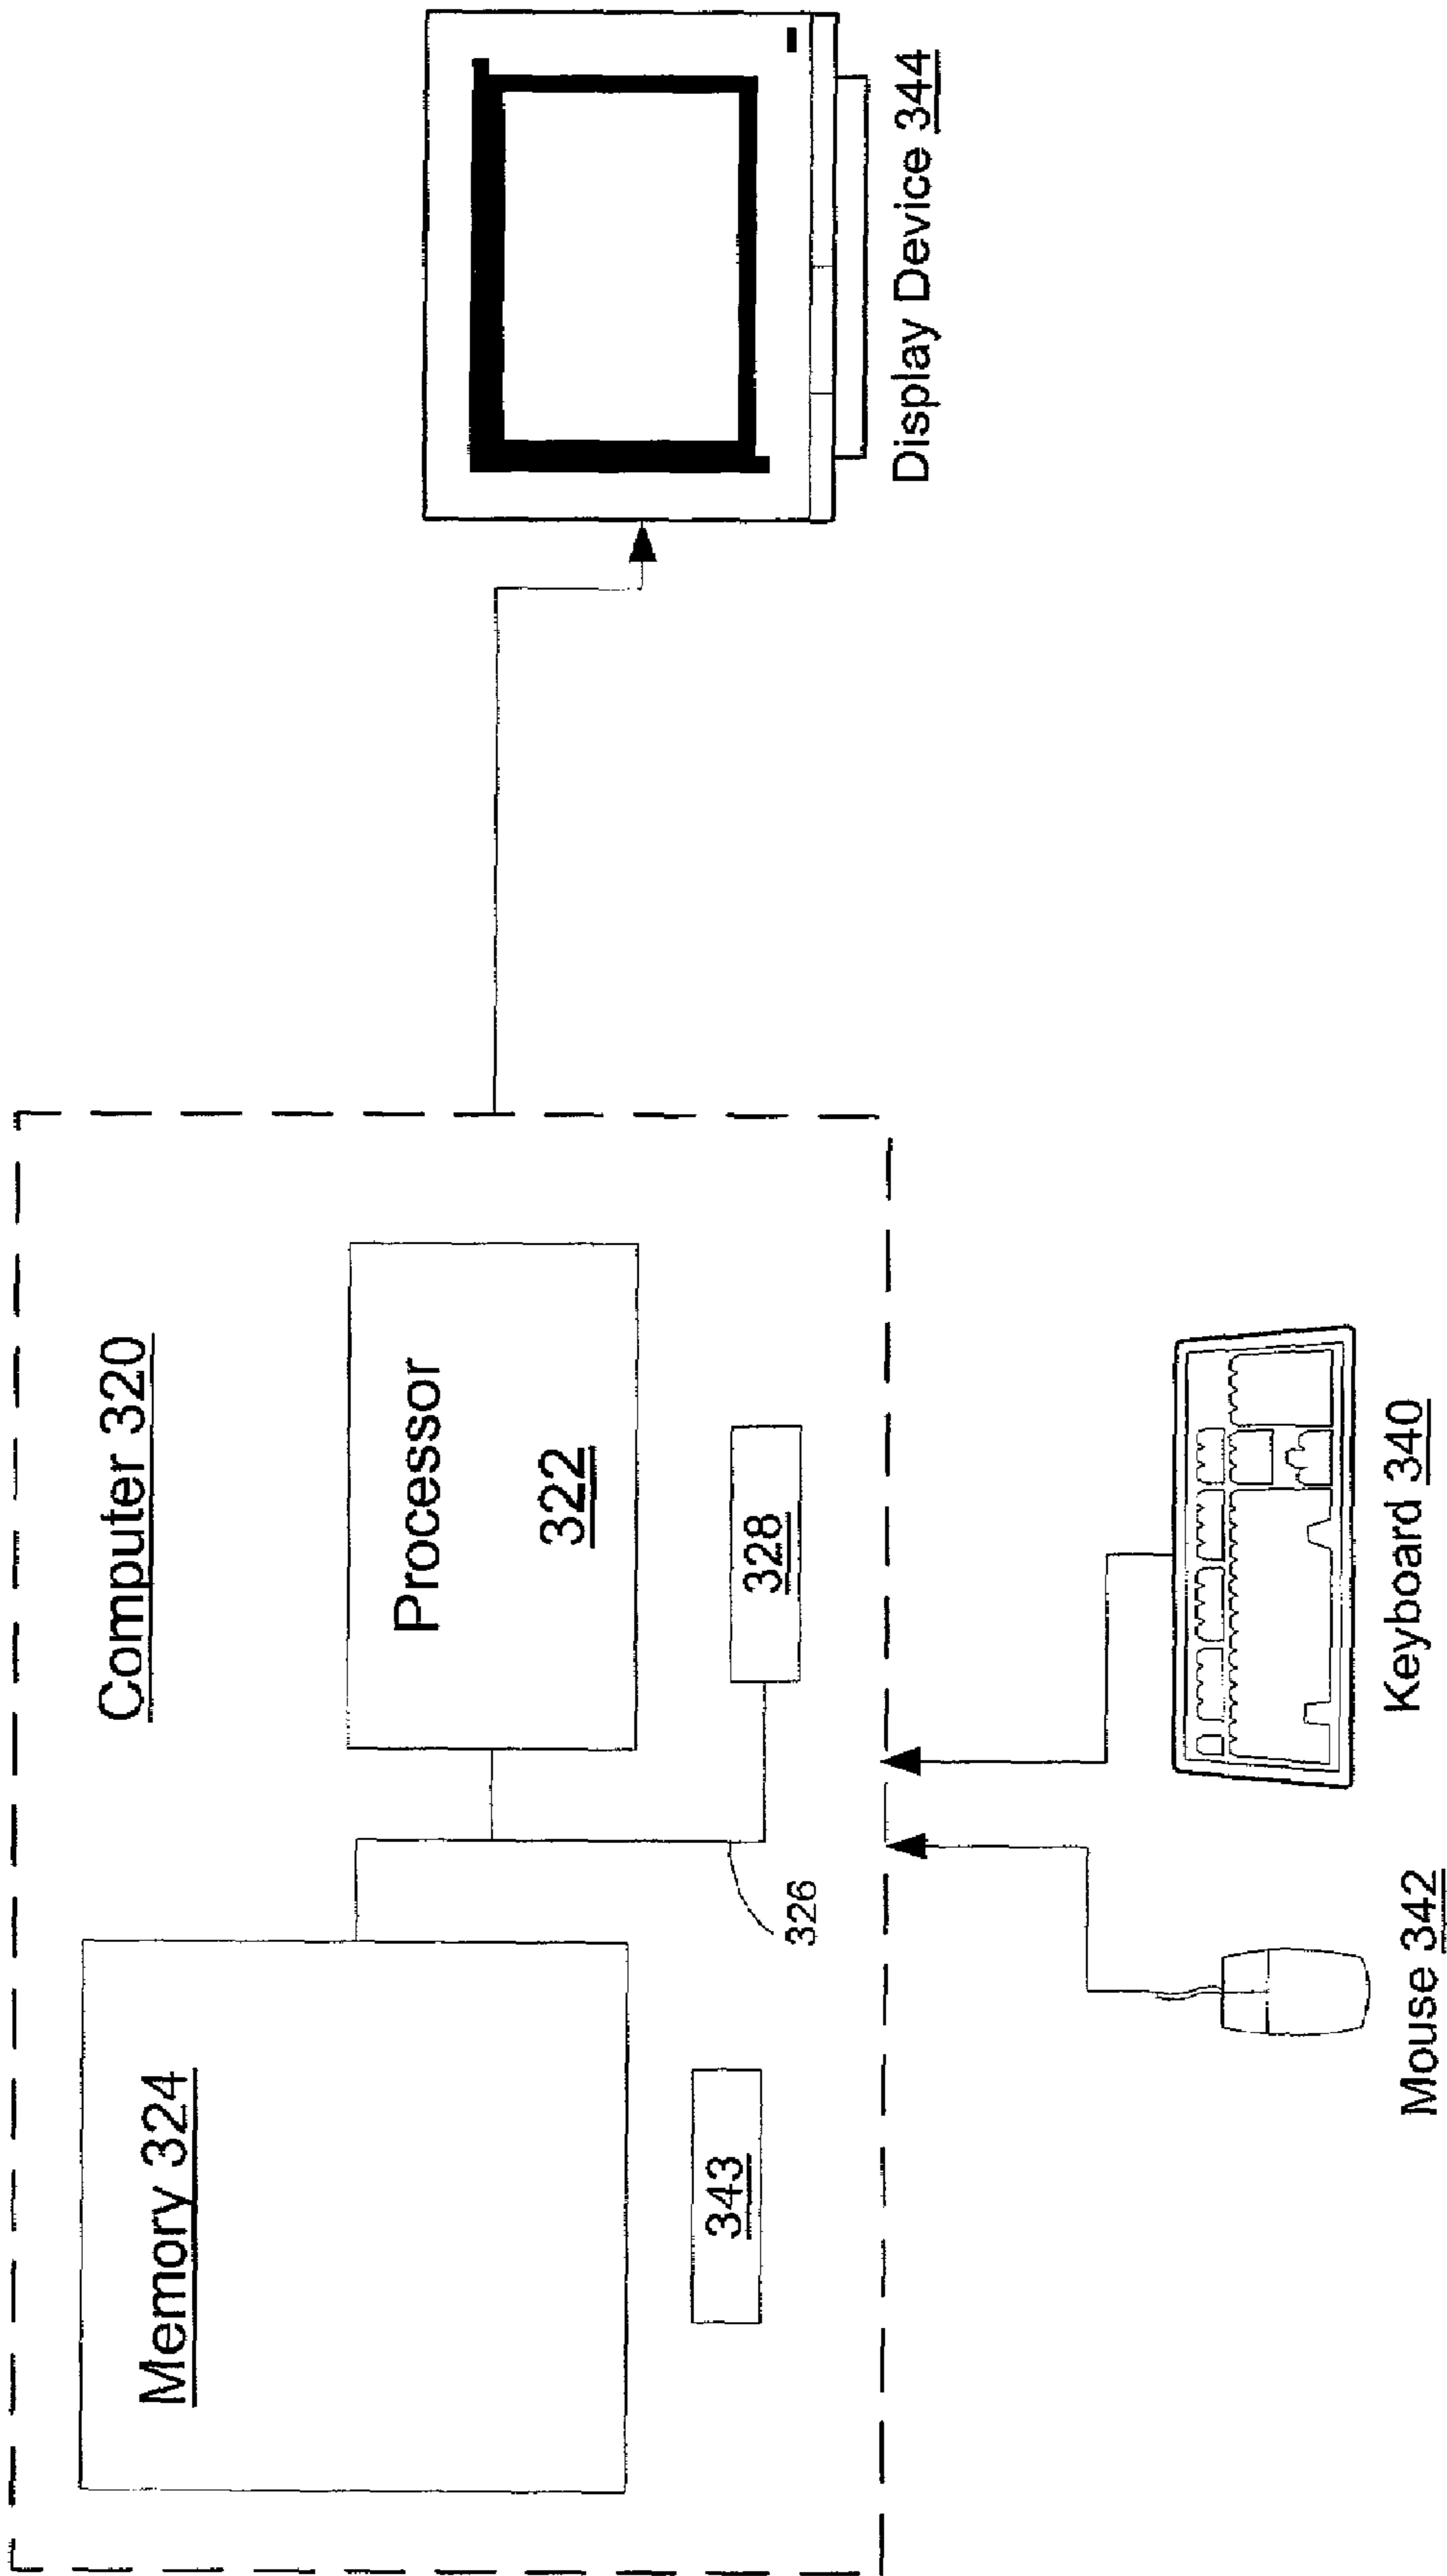 Computer 320
Memory 324
Processor
322
326
328
343
Display Device 344
Mouse 342
Keyboard 340